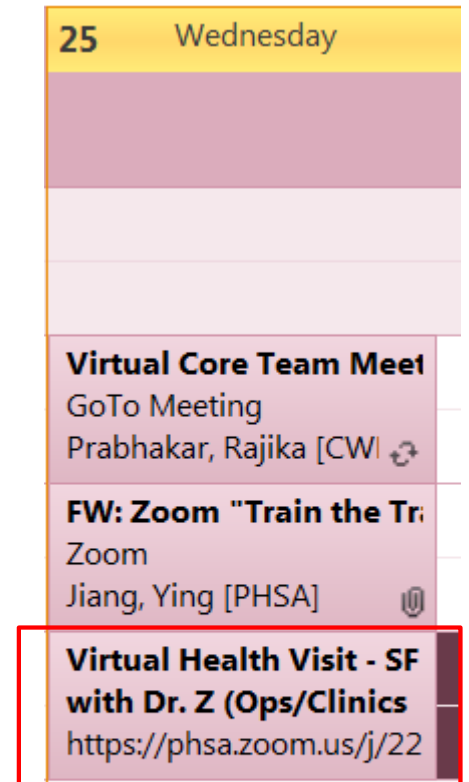 25 Wednesday
Virtual Core Team Meet
GoTo Meeting
Prabhakar, Rajika [CW
FW: Zoom "Train the Tra
Zoom
Jiang, Ying [PHSA]
Virtual Health Visit - SF
with Dr. Z (Ops/Clinics
https://phsa.zoom.us/j/22